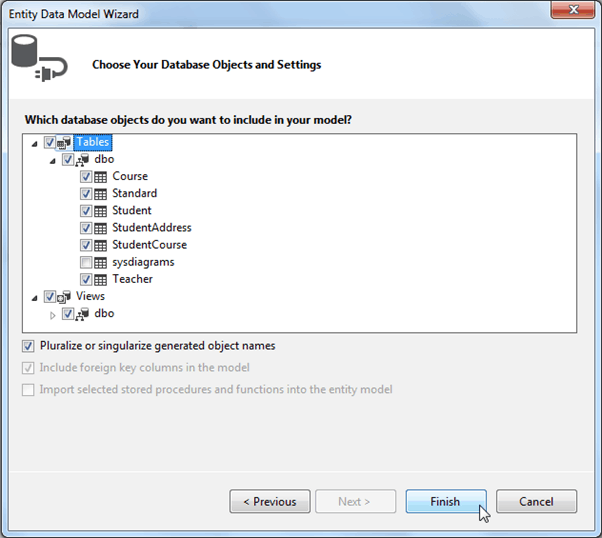 Entity Data Model Wizard
Choose Your Database Objects and Settings
Which database objects do you want to include in your model?
Tables
dbo
Course
Standard
Student
StudentAddress
StudentCourse
sysdiagrams
Teacher
Views
dbo
Pluralize or singularize generated object names
Include foreign key columns in the model
Import selected stored procedures and functions into the entity model
< Previous Next > Finish Cancel